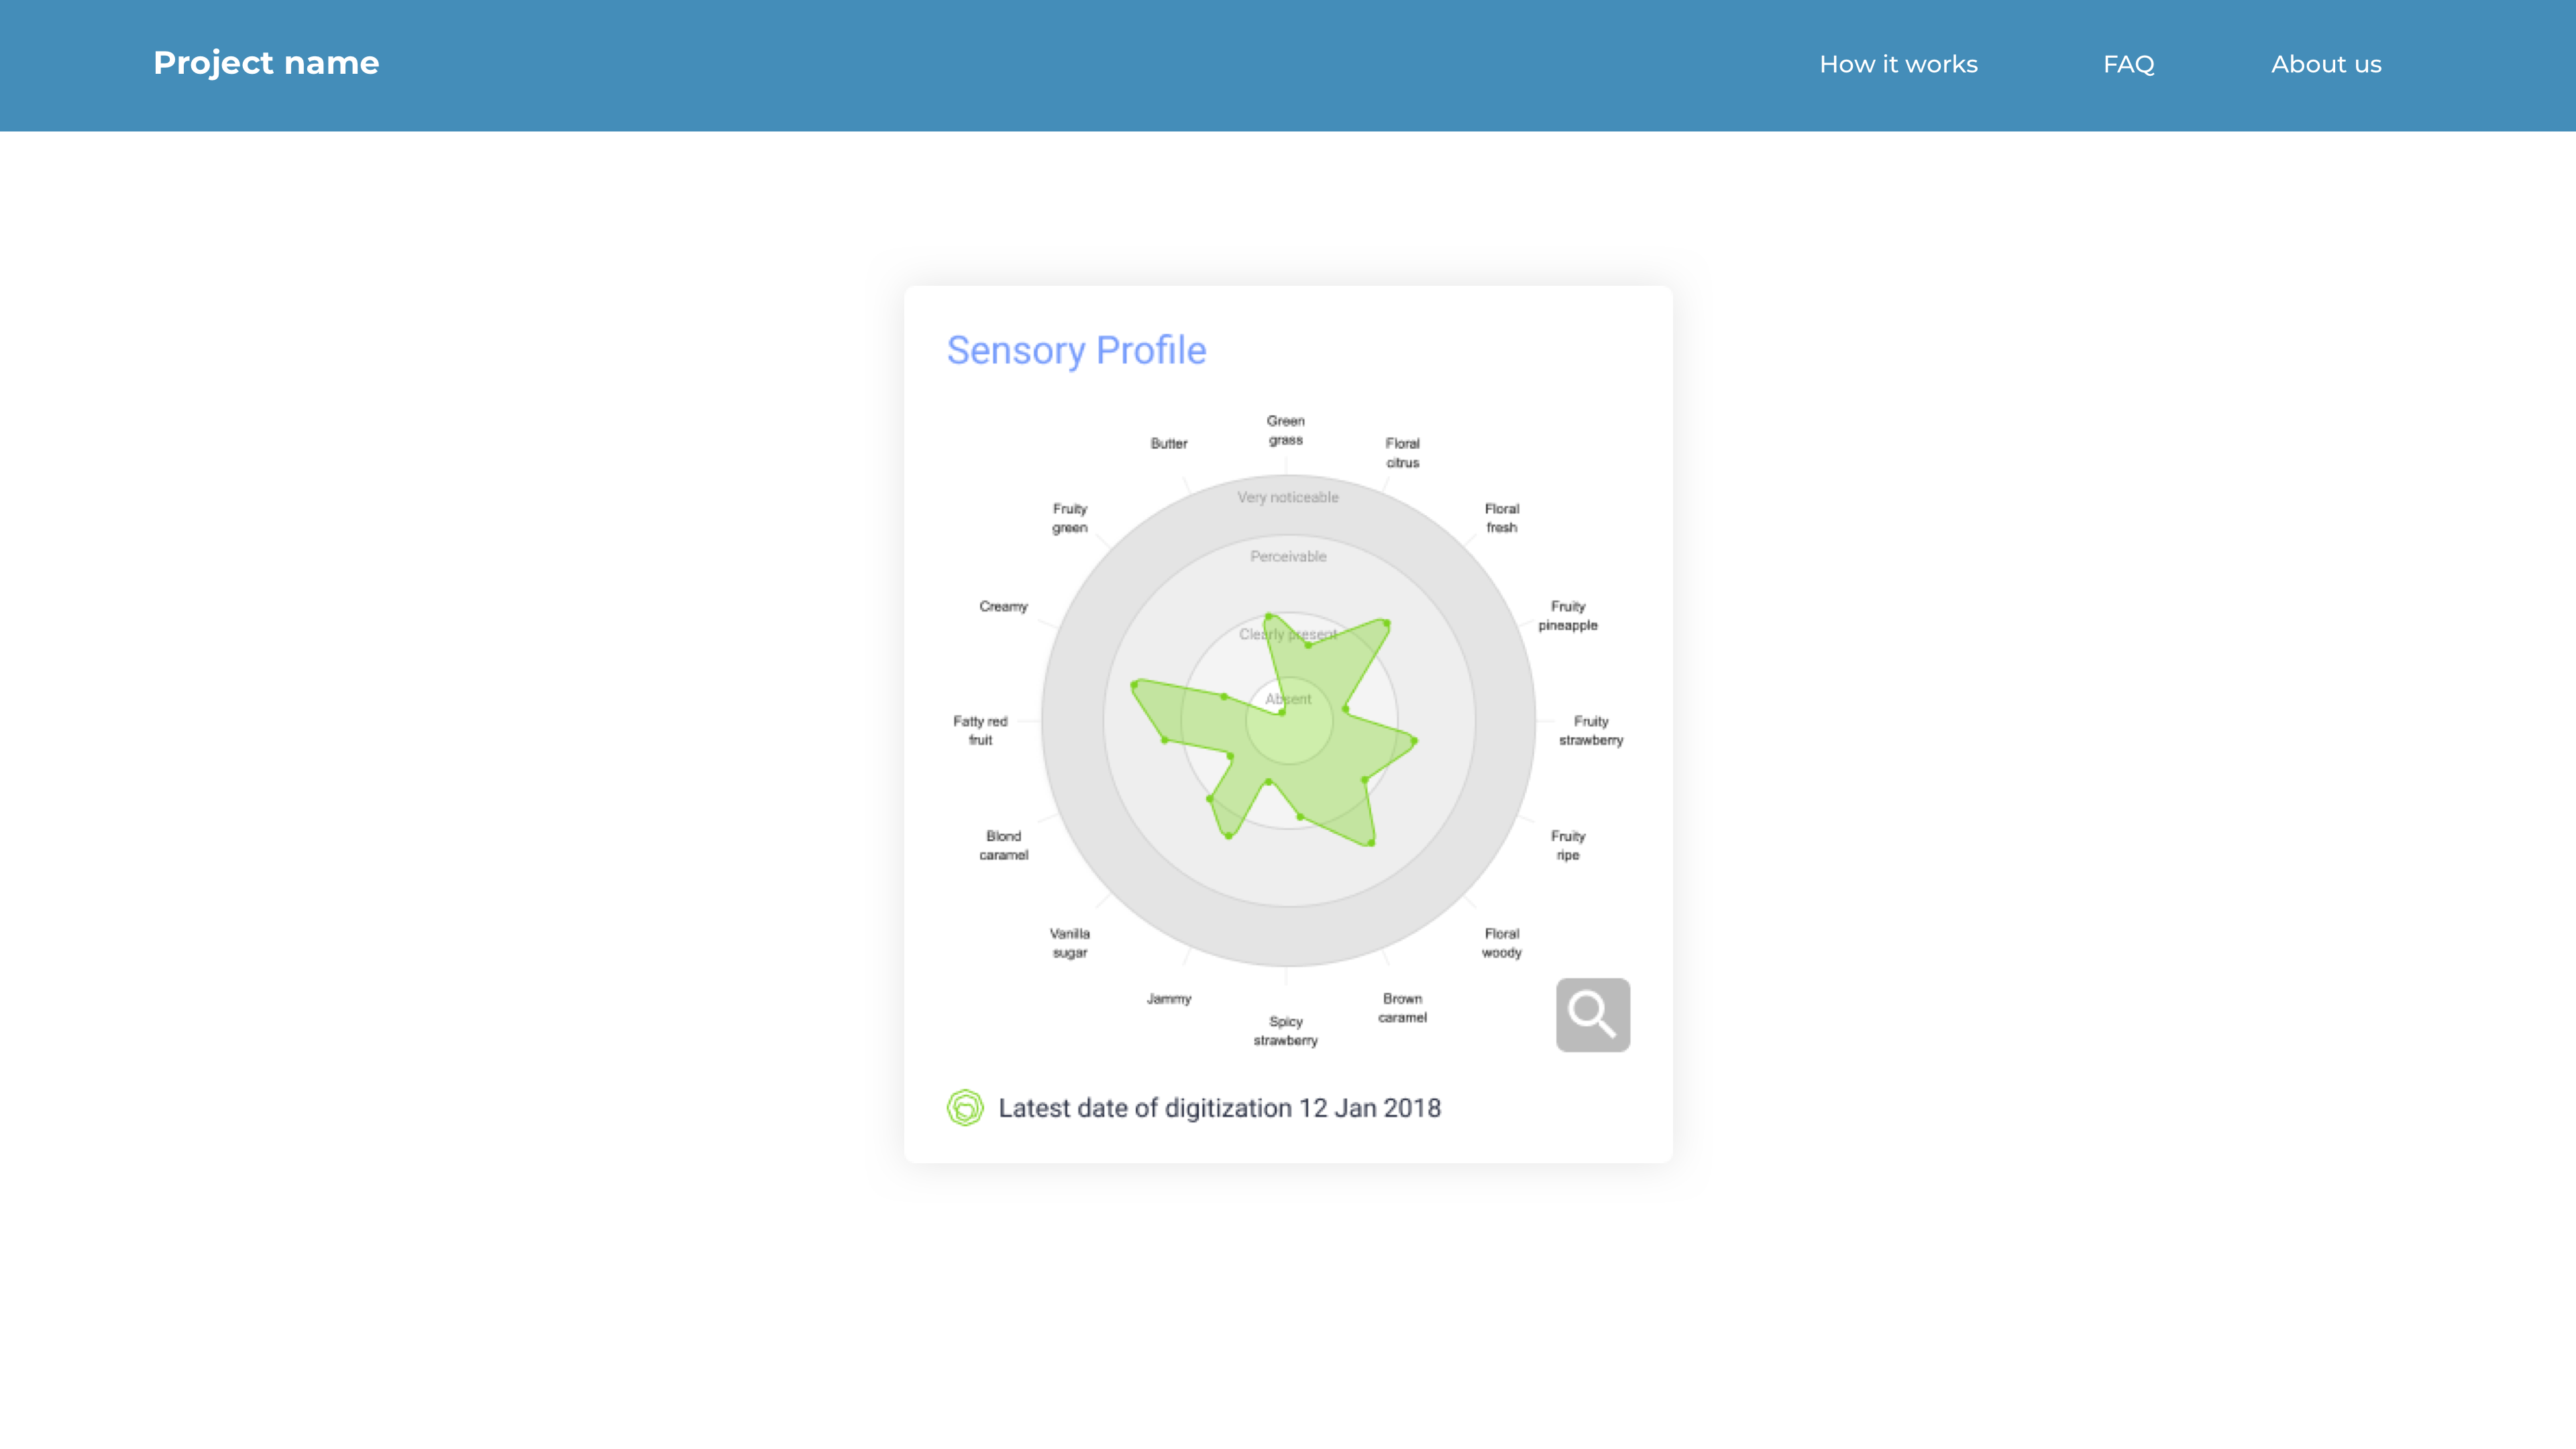 Project name
How it works
FAQ
About us
Sensory Profile
Green
grass
Butter
Floral
citrus
Very noticeable
Fruity
green
Floral
fresh
Perceivable
Creamy
Fruity
pineapple
Clearly present
Absent
Fatty red
fruit
Fruity
strawberry
Blond
caramel
Fruity
ripe
Vanilla
sugar
Floral
woody
Jammy
Brown
caramel
Spicy
strawberry
Latest date of digitization 12 Jan 2018